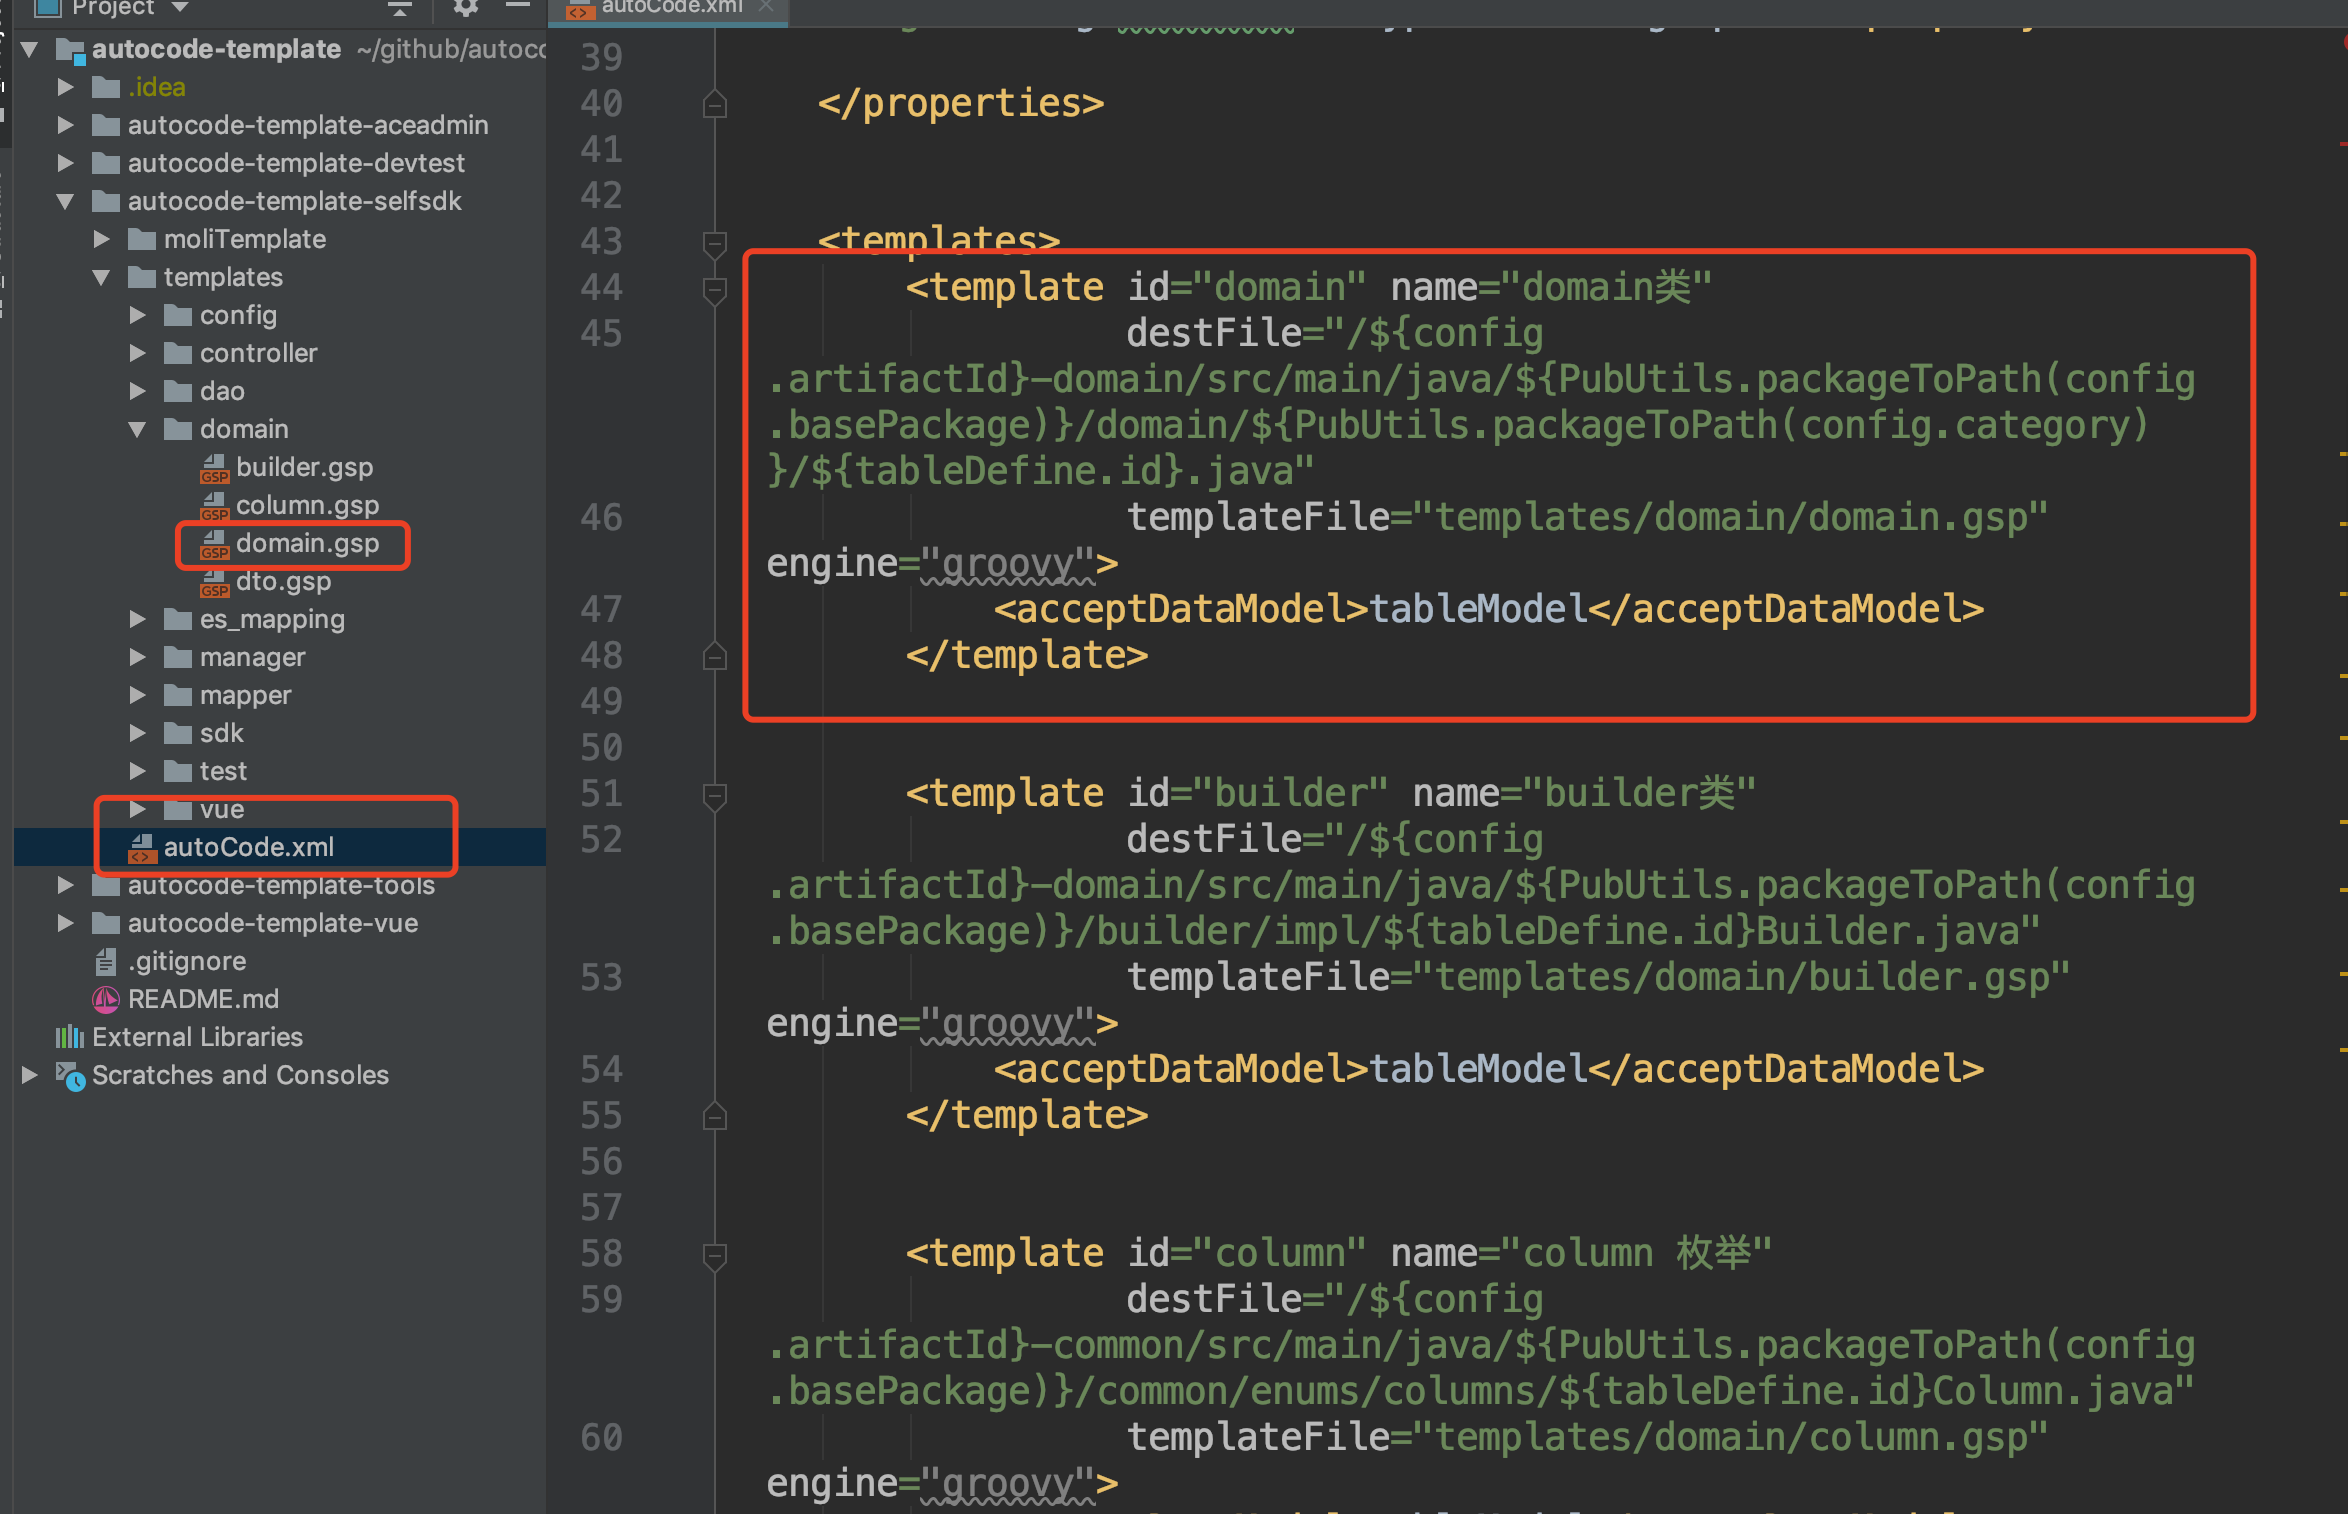 Project
autocode-template ~/github/autoco
.idea
autocode-template-aceadmin
autocode-template-devtest
autocode-template-selfsdk
moliTemplate
templates
config
controller
dao
domain
builder.gsp
column.gsp
domain.gsp
dto.gsp
es_mapping
manager
mapper
sdk
test
vue
autoCode.xml
autocode-template-tools
autocode-template-vue
.gitignore
README.md
External Libraries
Scratches and Consoles
autoCode.xml
39
40 </properties>
41
42
43 <templates>
44 <template id="domain" name="domain类"
45 destFile="/${config
.artifactId}-domain/src/main/java/${PubUtils.packageToPath(config
.basePackage)}/domain/${PubUtils.packageToPath(config.category)
}/${tableDefine.id}.java"
46 templateFile="templates/domain/domain.gsp"
engine="groovy">
47 <acceptDataModel>tableModel</acceptDataModel>
48 </template>
49
50
51 <template id="builder" name="builder类"
52 destFile="/${config
.artifactId}-domain/src/main/java/${PubUtils.packageToPath(config
.basePackage)}/builder/impl/${tableDefine.id}Builder.java"
53 templateFile="templates/domain/builder.gsp"
engine="groovy">
54 <acceptDataModel>tableModel</acceptDataModel>
55 </template>
56
57
58 <template id="column" name="column 枚举"
59 destFile="/${config
.artifactId}-common/src/main/java/${PubUtils.packageToPath(config
.basePackage)}/common/enums/columns/${tableDefine.id}Column.java"
60 templateFile="templates/domain/column.gsp"
engine="groovy">